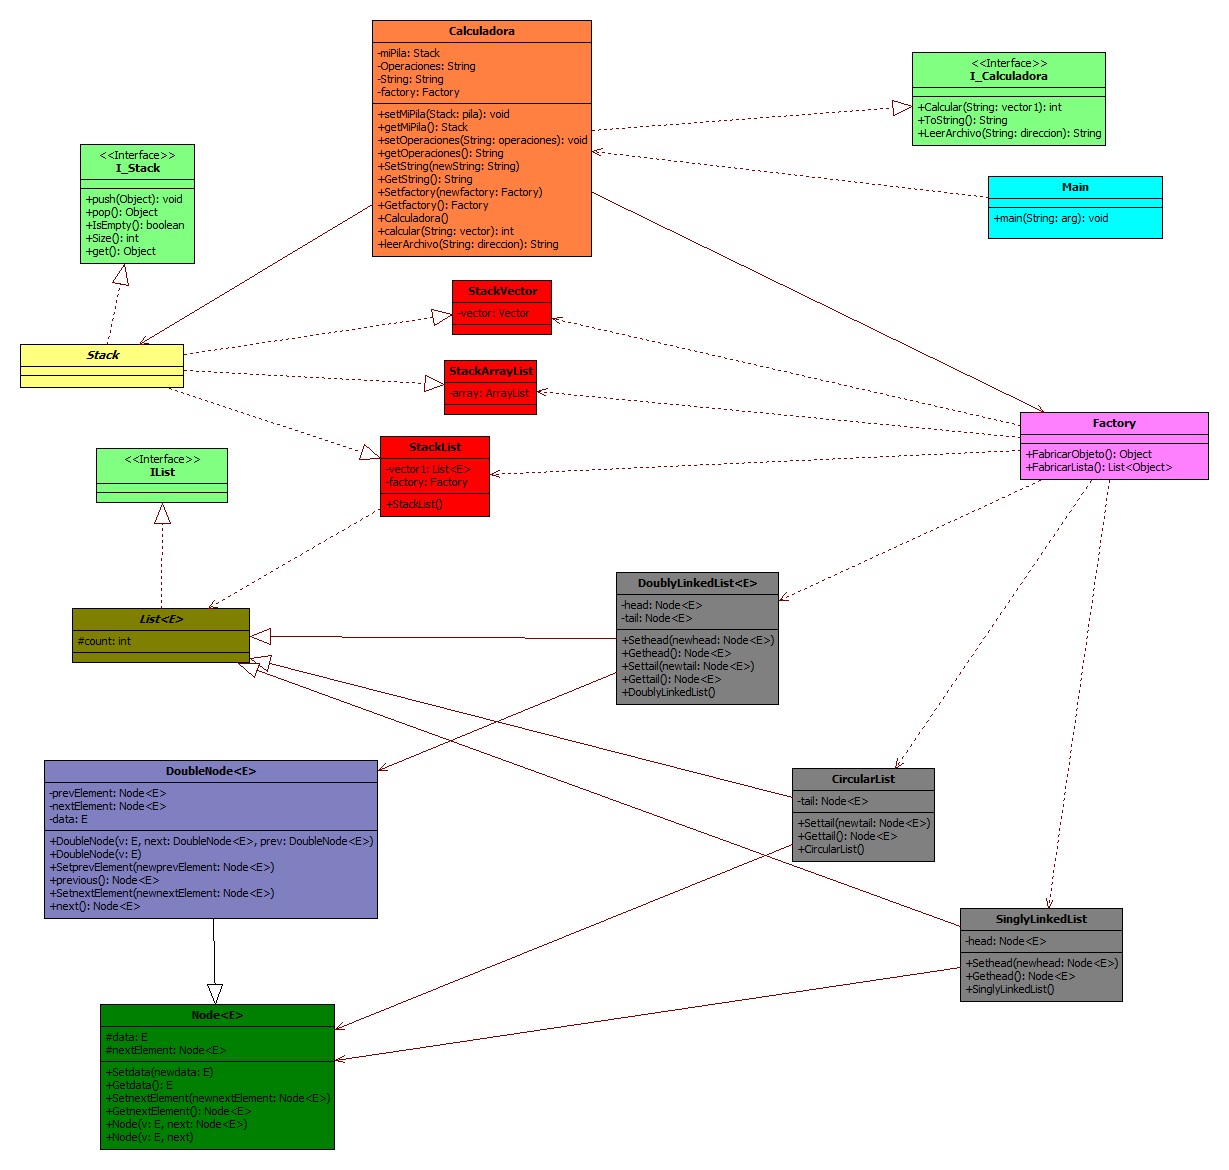 Calculadora
-miPila: Stack
-Operaciones: String
-String: String
-factory: Factory
+setMiPila(Stack: pila): void
+getMiPila(): Stack
+setOperaciones(String: operaciones): void
+getOperaciones(): String
+SetString(newString: String)
+GetString(): String
+Setfactory(newfactory: Factory)
+Getfactory(): Factory
+Calculadora()
+calcular(String: vector): int
+leerArchivo(String: direccion): String
<<Interface>>
I_Calculadora
+Calcular(String: vector1): int
+ToString(): String
+LeerArchivo(String: direccion): String
<<Interface>>
I_Stack
+push(Object): void
+pop(): Object
+IsEmpty(): boolean
+Size(): int
+get(): Object
Main
+main(String: arg): void
StackVector
-vector: Vector
Stack
StackArrayList
-array: ArrayList
Factory
+FabricarObjeto(): Object
+FabricarLista(): List<Object>
StackList
-vector1: List<E>
-factory: Factory
+StackList()
<<Interface>>
IList
DoublyLinkedList<E>
-head: Node<E>
-tail: Node<E>
+Sethead(newhead: Node<E>)
+Gethead(): Node<E>
+Settail(newtail: Node<E>)
+Gettail(): Node<E>
+DoublyLinkedList()
List<E>
#count: int
DoubleNode<E>
-prevElement: Node<E>
-nextElement: Node<E>
-data: E
+DoubleNode(v: E, next: DoubleNode<E>, prev: DoubleNode<E>)
+DoubleNode(v: E)
+SetprevElement(newprevElement: Node<E>)
+previous(): Node<E>
+SetnextElement(newnextElement: Node<E>)
+next(): Node<E>
CircularList
-tail: Node<E>
+Settail(newtail: Node<E>)
+Gettail(): Node<E>
+CircularList()
SinglyLinkedList
-head: Node<E>
+Sethead(newhead: Node<E>)
+Gethead(): Node<E>
+SinglyLinkedList()
Node<E>
#data: E
#nextElement: Node<E>
+Setdata(newdata: E)
+Getdata(): E
+SetnextElement(newnextElement: Node<E>)
+GetnextElement(): Node<E>
+Node(v: E, next: Node<E>)
+Node(v: E, next)